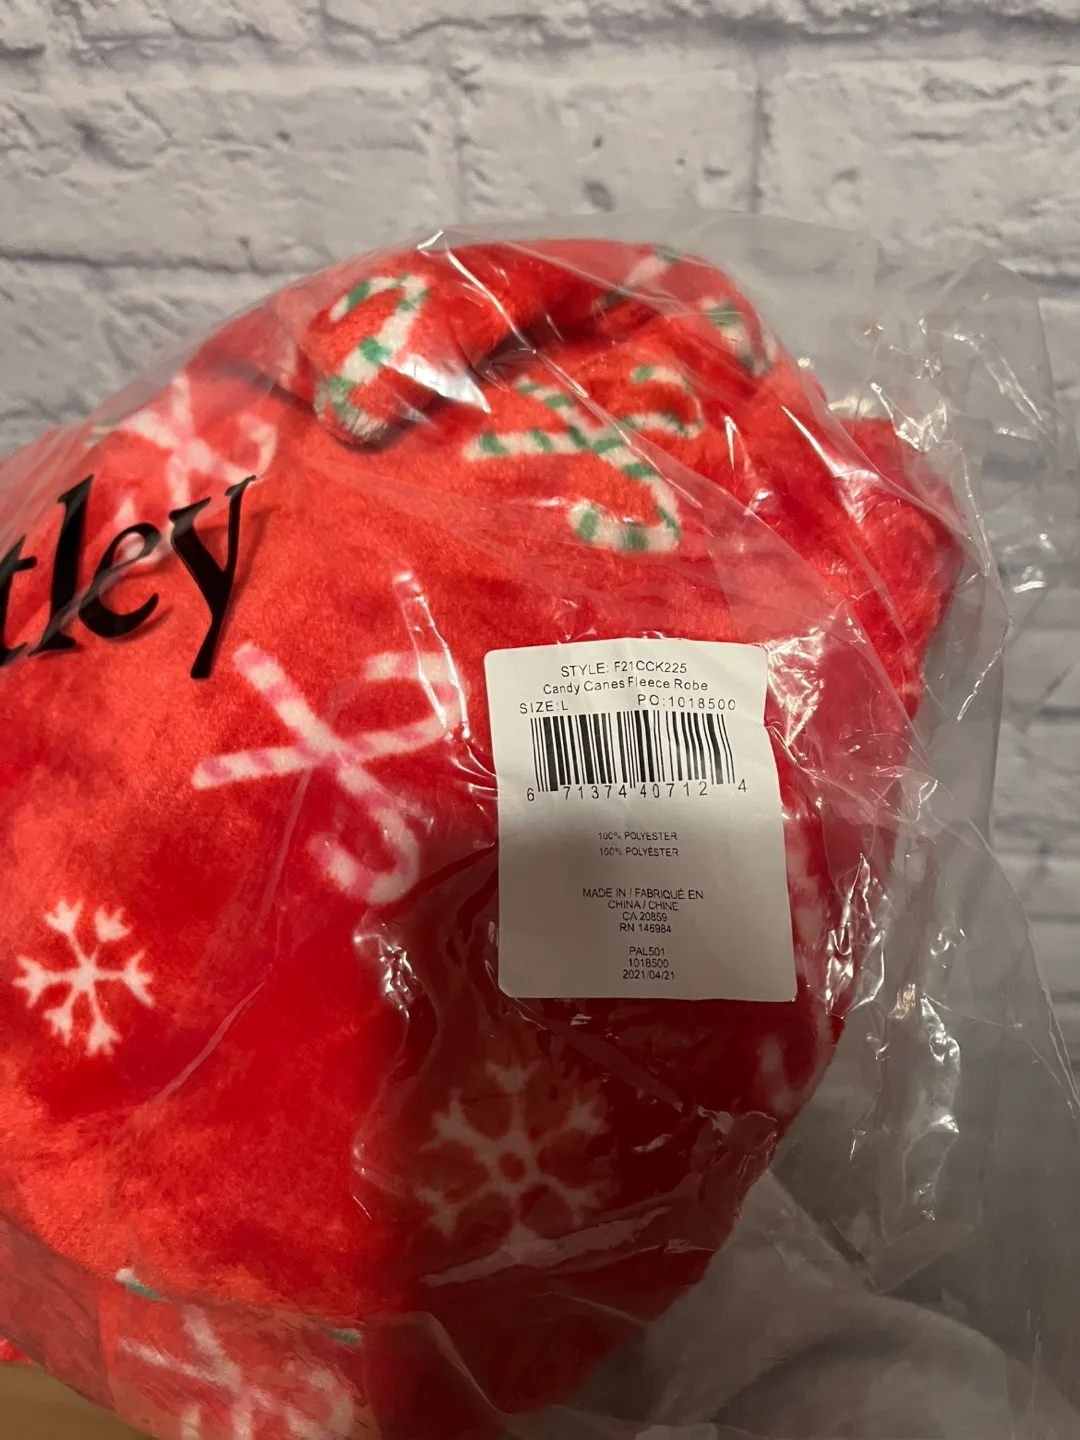 tley
STYLE: F21CCK225
Candy Canes Fleece Robe
SIZE:L PO:1018500
6 71374 40712 4
100% POLYESTER
100% POLYÉSTER
MADE IN / FABRIQUÉ EN
CHINA / CHINE
CA 20859
RN 146984
PAL501
1018500
2021/04/21